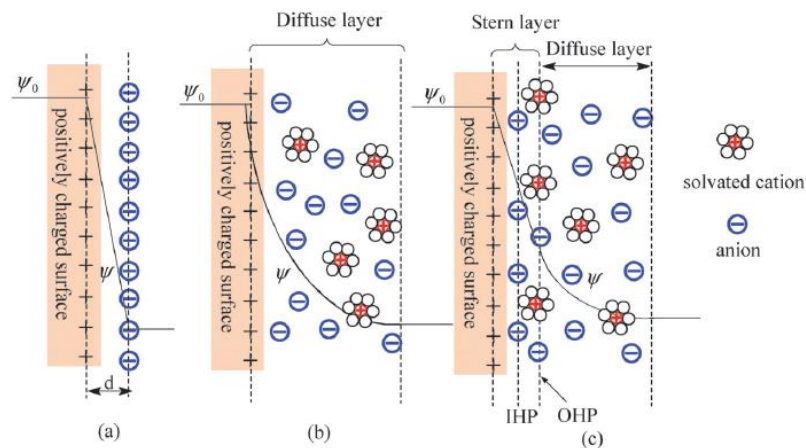 Diffuse layer
Stern layer
Diffuse layer
ψ₀
ψ₀
ψ₀
positively charged surface
positively charged surface
positively charged surface
ψ
ψ
ψ
d
IHP
OHP
(a)
(b)
(c)
solvated cation
anion